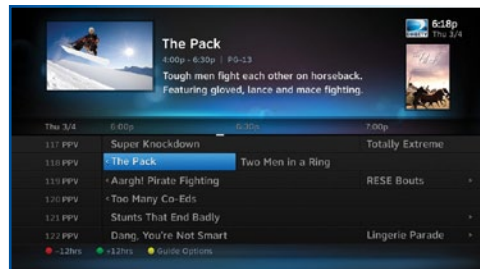 The Pack
4:00p - 6:30p | PG-13
Tough men fight each other on horseback.
Featuring gloved, lance and mace fighting.
DIRECTV
6:18p
Thu 3/4
Thu 3/4 6:00p 6:30p 7:00p
117 PPV Super Knockdown Totally Extreme
118 PPV The Pack Two Men in a Ring
119 PPV Aargh! Pirate Fighting RESE Bouts
120 PPV Too Many Co-Eds
121 PPV Stunts That End Badly
122 PPV Dang, You're Not Smart Lingerie Parade
-12hrs +12hrs Guide Options